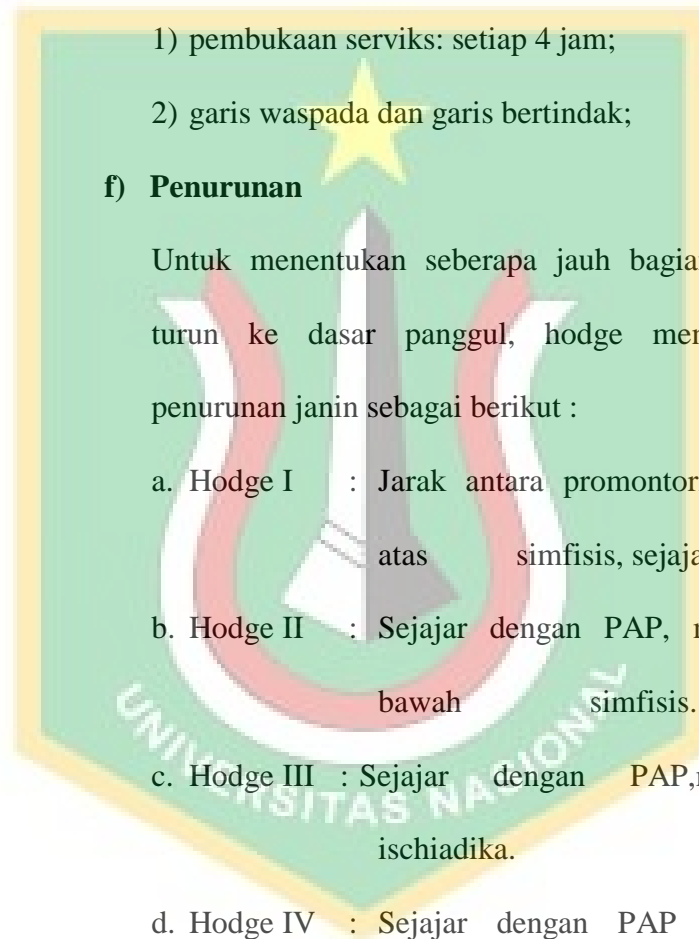 1) pembukaan serviks: setiap 4 jam;
2) garis waspada dan garis bertindak;
f) Penurunan
Untuk menentukan seberapa jauh bagia
turun ke dasar panggul, hodge mer
penurunan janin sebagai berikut :
a. Hodge I : Jarak antara promontor
atas simfisis, sejaja
b. Hodge II : Sejajar dengan PAP,
bawah simfisis.
c. Hodge III : Sejajar dengan PAP,
ischiadika.
d. Hodge IV : Sejajar dengan PAP
UNIVERSITAS NASIONAL